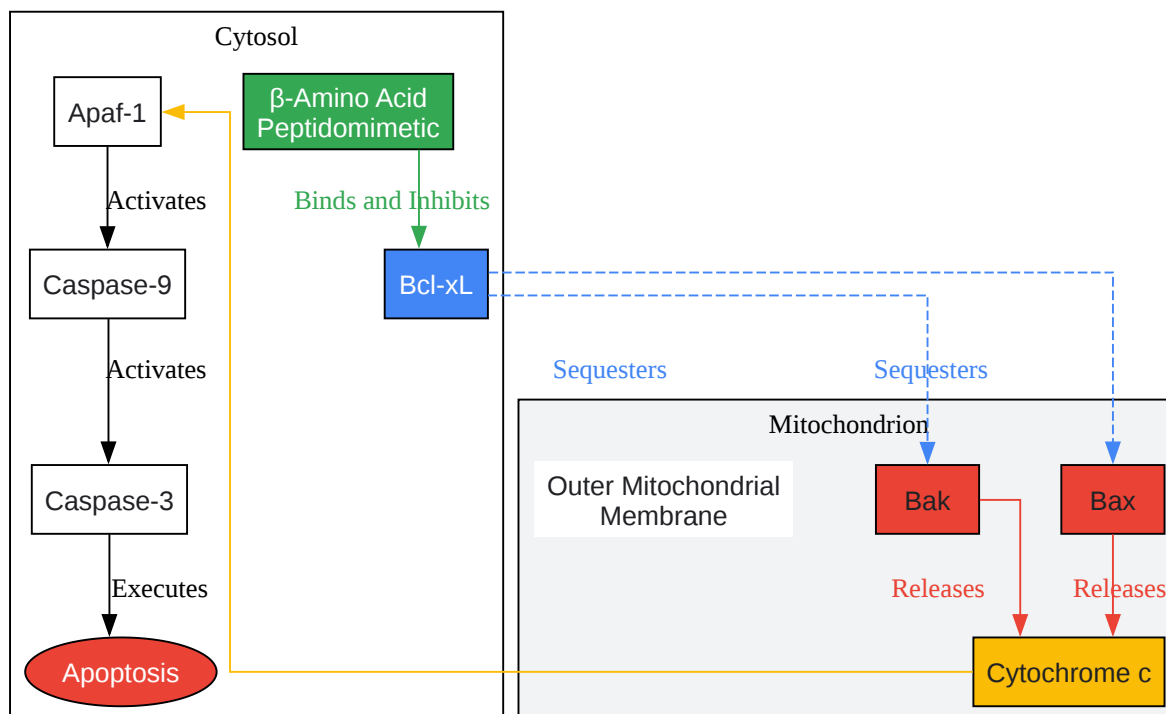 Cytosol
Apaf-1
β-Amino Acid
Peptidomimetic
Activates
Binds and Inhibits
Caspase-9
Bcl-xL
Activates
Sequesters
Sequesters
Mitochondrion
Caspase-3
Outer Mitochondrial
Membrane
Bak
Bax
Executes
Releases
Releases
Apoptosis
Cytochrome c